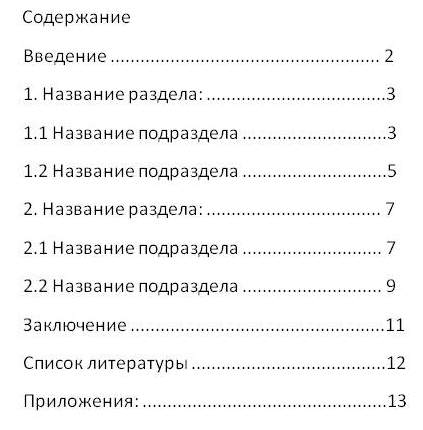 Содержание
Введение .................................................. 2
1. Название раздела: .................................3
1.1 Название подраздела ...........................3
1.2 Название подраздела ...........................5
2. Название раздела: ................................ 7
2.1 Название подраздела .......................... 7
2.2 Название подраздела .......................... 9
Заключение ...............................................11
Список литературы ....................................12
Приложения: .............................................13